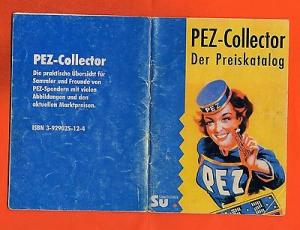 PEZ-Collector
Die praktische Übersicht für
Sammler und Freunde von
PEZ-Spendern mit vielen
Abbildungen und den
aktuellen Marktpreisen.
ISBN 3-929025-12-4
PEZ-Collector
Der Preiskatalog
PEZ
PEZ
Su